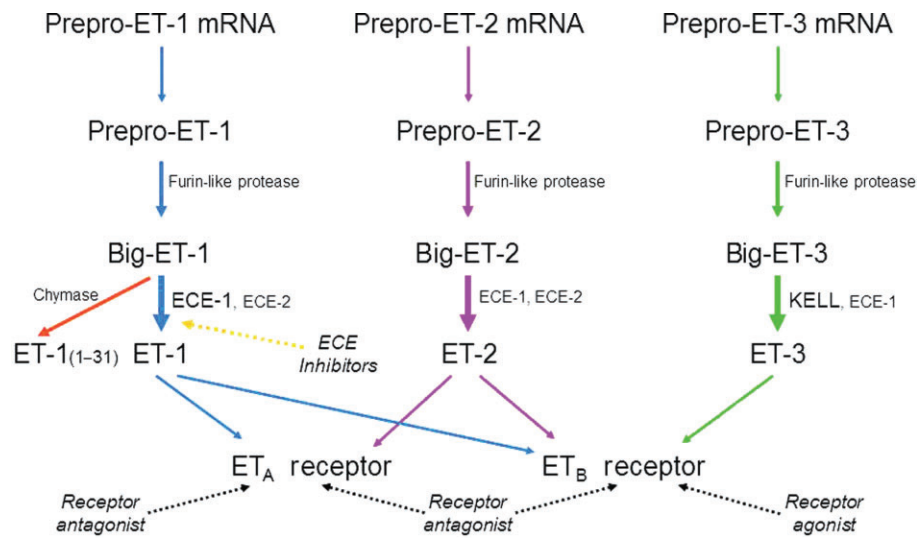 Prepro-ET-1 mRNA Prepro-ET-2 mRNA Prepro-ET-3 mRNA
Prepro-ET-1 Prepro-ET-2 Prepro-ET-3
Furin-like protease Furin-like protease Furin-like protease
Big-ET-1 Big-ET-2 Big-ET-3
Chymase ECE-1, ECE-2 ECE-1, ECE-2 KELL, ECE-1
ET-1(1–31) ET-1 ECE ET-2 ET-3
Inhibitors
ETA receptor ETB receptor
Receptor Receptor Receptor
antagonist antagonist agonist